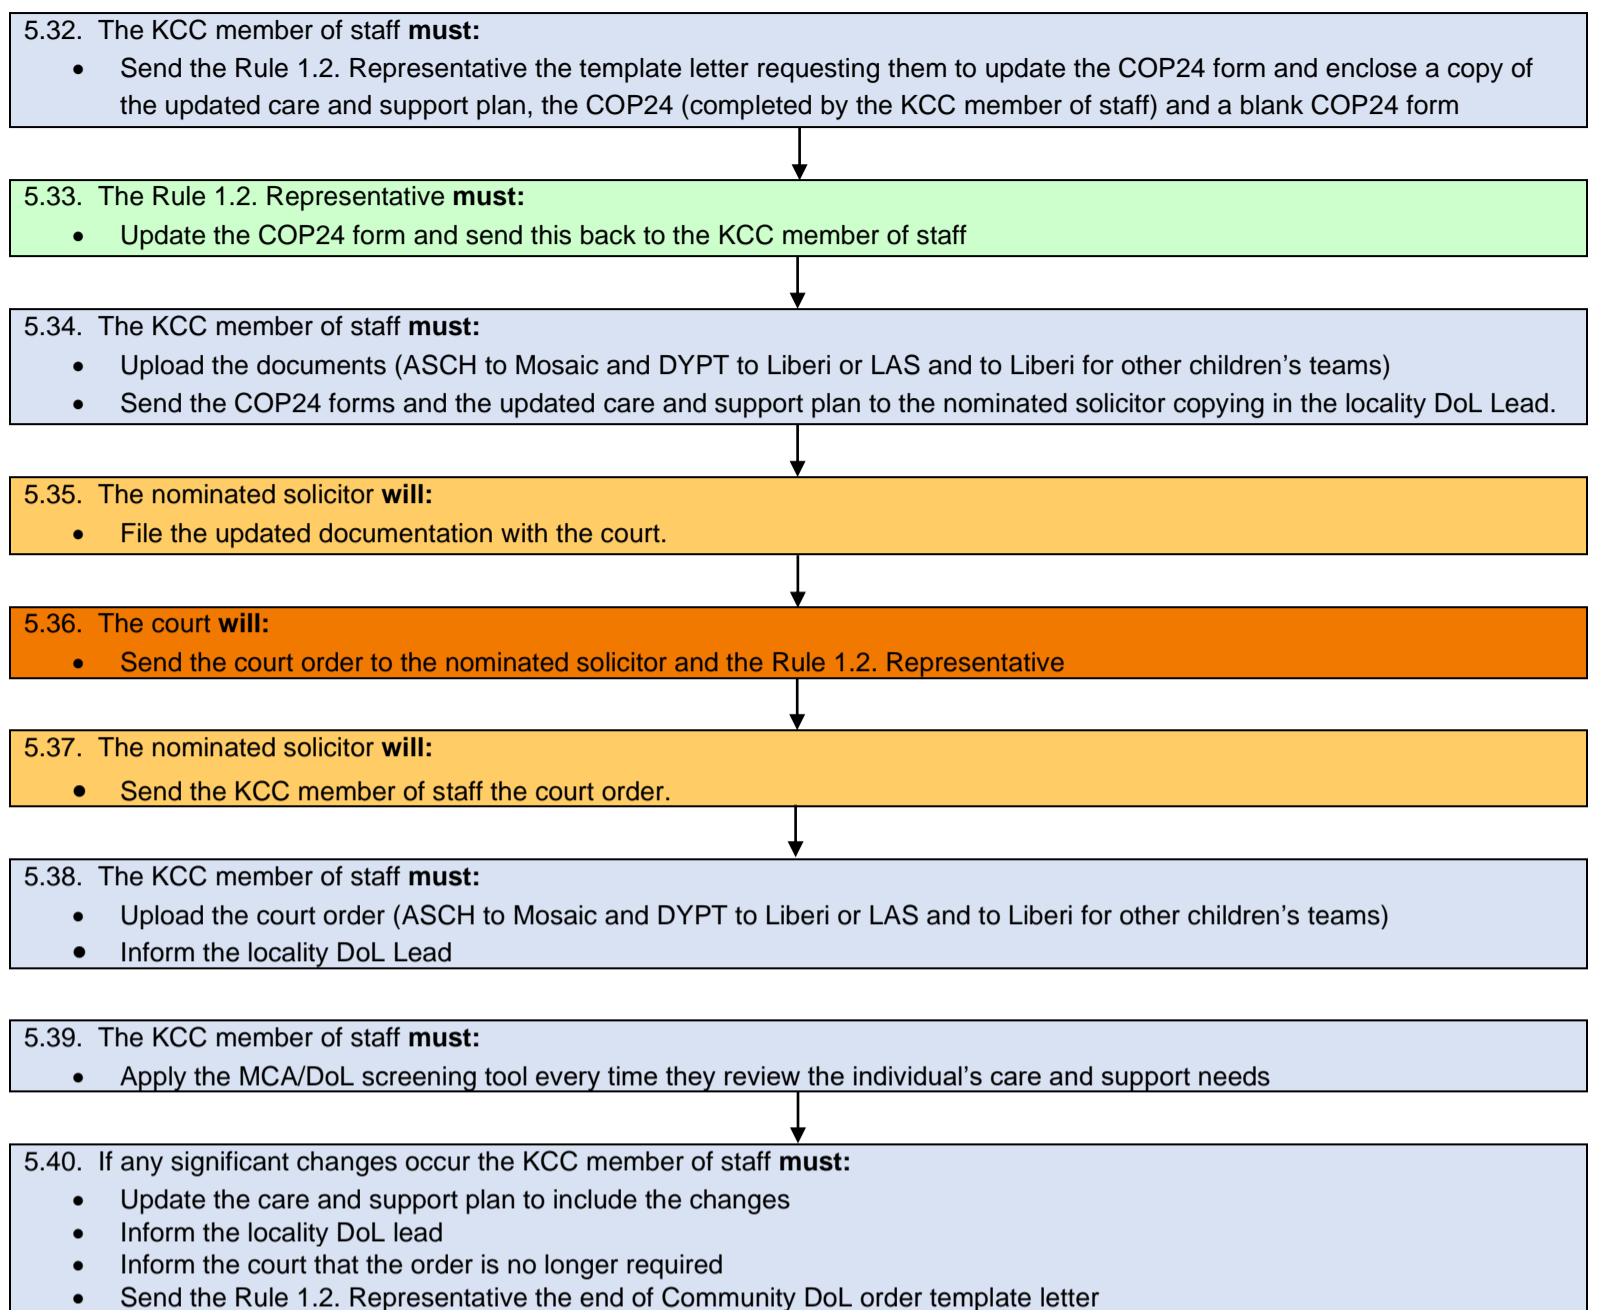 5.32. The KCC member of staff must:
• Send the Rule 1.2. Representative the template letter requesting them to update the COP24 form and enclose a copy of
the updated care and support plan, the COP24 (completed by the KCC member of staff) and a blank COP24 form
5.33. The Rule 1.2. Representative must:
• Update the COP24 form and send this back to the KCC member of staff
5.34. The KCC member of staff must:
• Upload the documents (ASCH to Mosaic and DYPT to Liberi or LAS and to Liberi for other children’s teams)
• Send the COP24 forms and the updated care and support plan to the nominated solicitor copying in the locality DoL Lead.
5.35. The nominated solicitor will:
• File the updated documentation with the court.
5.36. The court will:
• Send the court order to the nominated solicitor and the Rule 1.2. Representative
5.37. The nominated solicitor will:
• Send the KCC member of staff the court order.
5.38. The KCC member of staff must:
• Upload the court order (ASCH to Mosaic and DYPT to Liberi or LAS and to Liberi for other children’s teams)
• Inform the locality DoL Lead
5.39. The KCC member of staff must:
• Apply the MCA/DoL screening tool every time they review the individual’s care and support needs
5.40. If any significant changes occur the KCC member of staff must:
• Update the care and support plan to include the changes
• Inform the locality DoL lead
• Inform the court that the order is no longer required
• Send the Rule 1.2. Representative the end of Community DoL order template letter